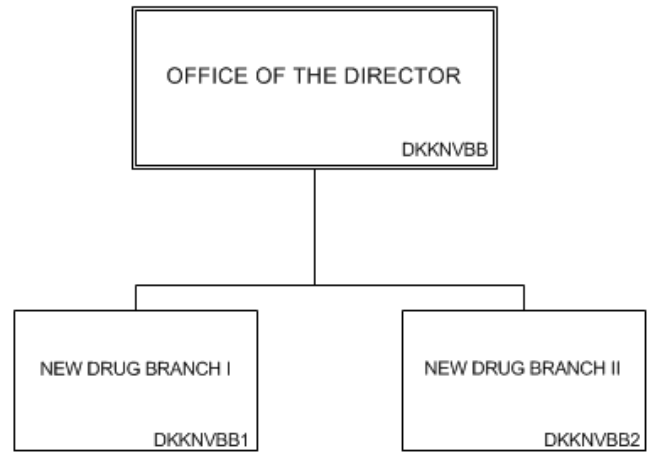 OFFICE OF THE DIRECTOR
DKKNVBB
NEW DRUG BRANCH I
DKKNVBB1
NEW DRUG BRANCH II
DKKNVBB2